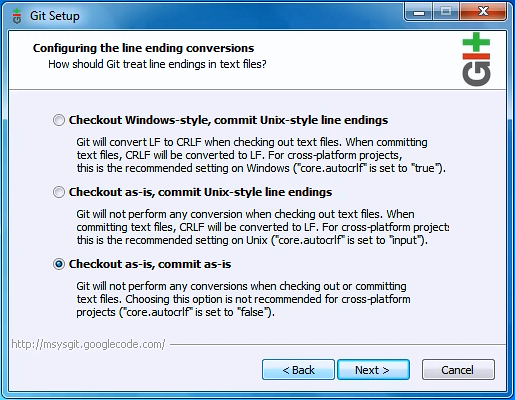 Git Setup
Configuring the line ending conversions
How should Git treat line endings in text files?
Git
Checkout Windows-style, commit Unix-style line endings
Git will convert LF to CRLF when checking out text files. When committing
text files, CRLF will be converted to LF. For cross-platform projects,
this is the recommended setting on Windows ("core.autocrlf" is set to "true").
Checkout as-is, commit Unix-style line endings
Git will not perform any conversion when checking out text files. When
committing text files, CRLF will be converted to LF. For cross-platform projects
this is the recommended setting on Unix ("core.autocrlf" is set to "input").
Checkout as-is, commit as-is
Git will not perform any conversions when checking out or committing
text files. Choosing this option is not recommended for cross-platform
projects ("core.autocrlf" is set to "false").
http://msysgit.googlecode.com/
< Back
Next >
Cancel